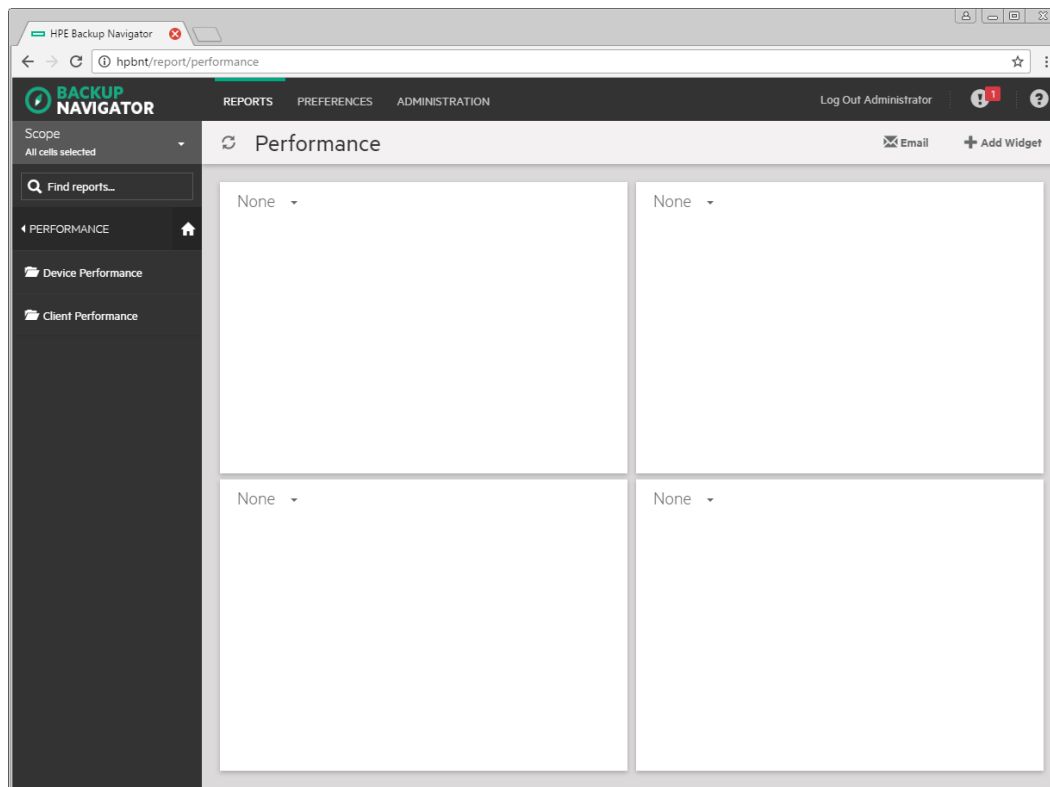 HPE Backup Navigator
hpbnt/report/performance
BACKUP
NAVIGATOR
REPORTS PREFERENCES ADMINISTRATION
Log Out Administrator
1
?
Scope
All cells selected
Performance
Email
Add Widget
Find reports...
PERFORMANCE
Device Performance
Client Performance
None
None
None
None